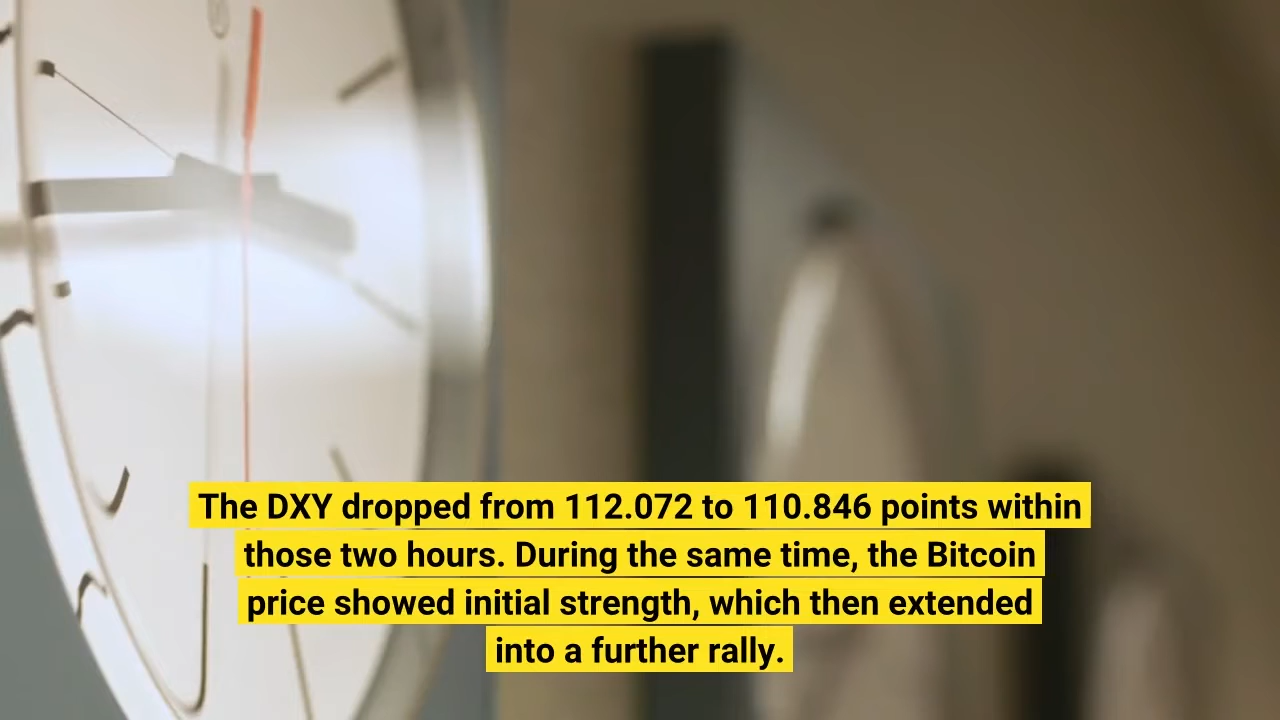 The DXY dropped from 112.072 to 110.846 points within
those two hours. During the same time, the Bitcoin
price showed initial strength, which then extended
into a further rally.